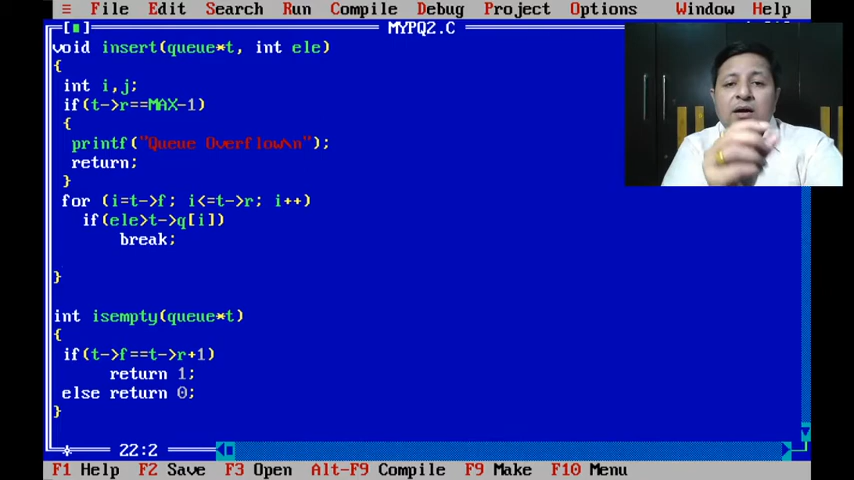 ≡ File Edit Search Run Compile Debug Project Options Window Help
[■] MYPQ2.C
void insert(queue*t, int ele)
{
int i,j;
if(t->r==MAX-1)
{
printf("Queue Overflow\n");
return;
}
for (i=t->f; i<=t->r; i++)
if(ele>t->q[i])
break;
}
int isempty(queue*t)
{
if(t->f==t->r+1)
return 1;
else return 0;
}
22:2
F1 Help F2 Save F3 Open Alt-F9 Compile F9 Make F10 Menu